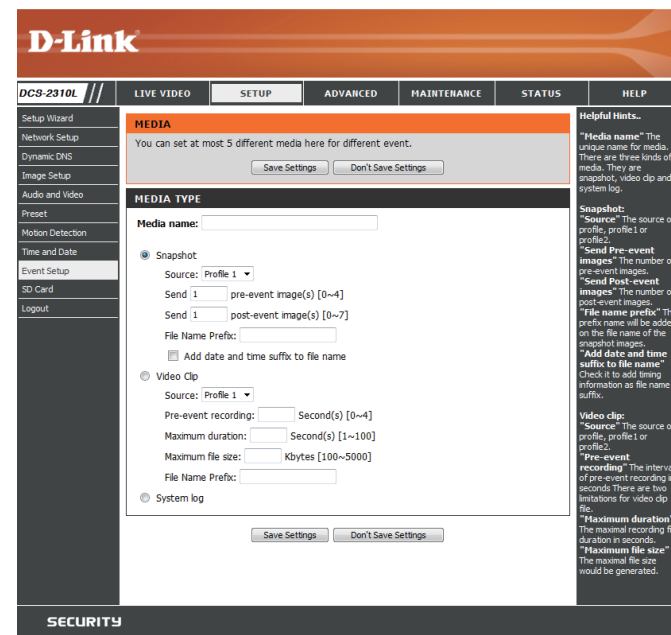 D-Link
DCS-2310L
LIVE VIDEO
SETUP
ADVANCED
MAINTENANCE
STATUS
HELP
Setup Wizard
Network Setup
Dynamic DNS
Image Setup
Audio and Video
Preset
Motion Detection
Time and Date
Event Setup
SD Card
Logout
MEDIA
You can set at most 5 different media here for different event.
Save Settings Don't Save Settings
MEDIA TYPE
Media name:
Snapshot
Source: Profile 1
Send 1 pre-event image(s) [0~4]
Send 1 post-event image(s) [0~7]
File Name Prefix:
Add date and time suffix to file name
Video Clip
Source: Profile 1
Pre-event recording: Second(s) [0~4]
Maximum duration: Second(s) [1~100]
Maximum file size: Kbytes [100~5000]
File Name Prefix:
System log
Save Settings Don't Save Settings
Helpful Hints..
"Media name" The
unique name for media.
There are three kinds of
media. They are
snapshot, video clip and
system log.
Snapshot:
"Source" The source o
profile, profile1 or
profile2.
"Send Pre-event
images" The number o
pre-event images.
"Send Post-event
images" The number o
post-event images.
"File name prefix" Th
prefix name will be adde
on the file name of the
snapshot images.
"Add date and time
suffix to file name"
Check it to add timing
information as file name
suffix.
Video clip:
"Source" The source o
profile, profile1 or
profile2.
"Pre-event
recording" The interva
of pre-event recording i
seconds There are two
limitations for video clip
file.
"Maximum duration"
The maximal recording fi
duration in seconds.
"Maximum file size"
The maximal file size
would be generated.
SECURITY